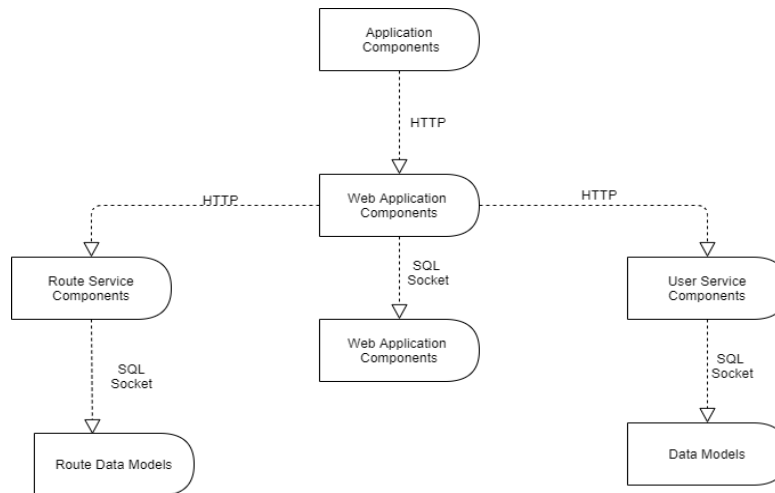 Application
Components
HTTP
Web Application
Components
HTTP
HTTP
Route Service
Components
SQL
Socket
User Service
Components
Web Application
Components
SQL
Socket
SQL
Socket
Route Data Models
Data Models